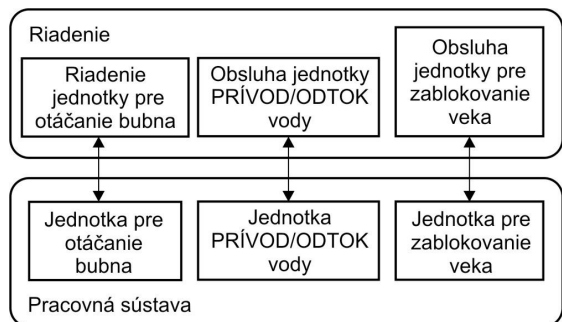 Riadenie
Riadenie
jednotky pre
otáčanie bubna
Obsluha jednotky
PRÍVOD/ODTOK
vody
Obsluha
jednotky pre
zablokovanie
veka
Jednotka pre
otáčanie
bubna
Jednotka
PRÍVOD/ODTOK
vody
Jednotka pre
zablokovanie
veka
Pracovná sústava